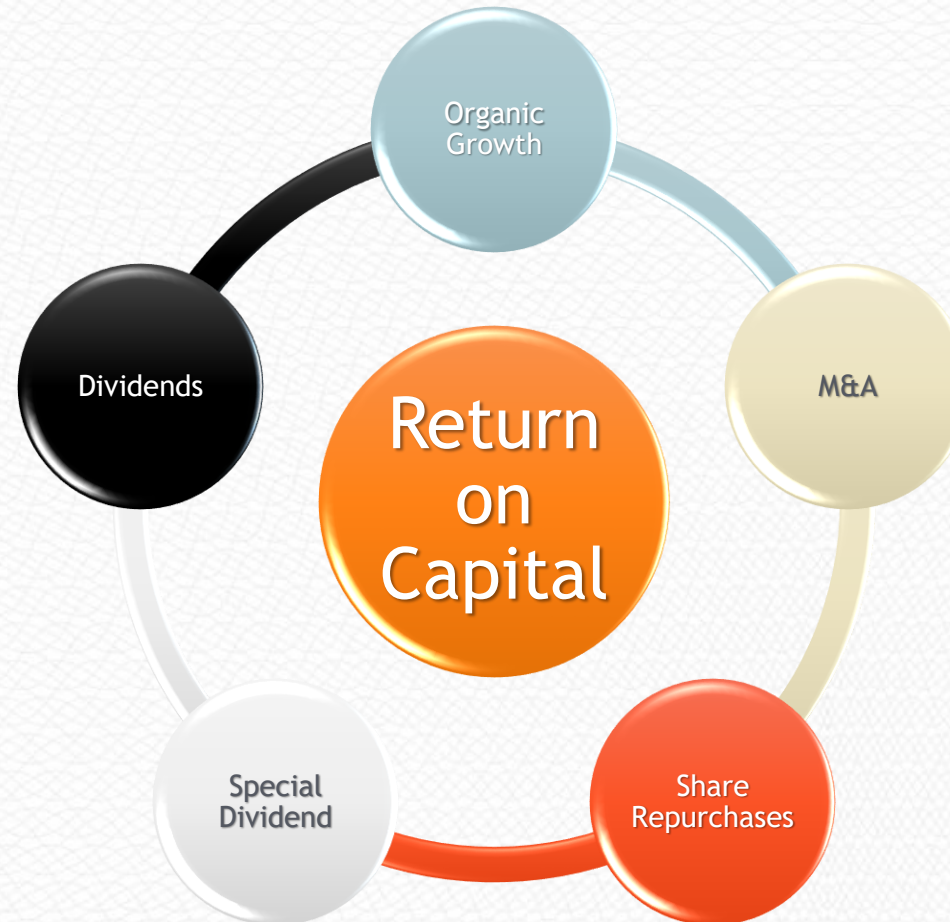 Organic
Growth
Dividends
M&A
Return
on
Capital
Special
Dividend
Share
Repurchases